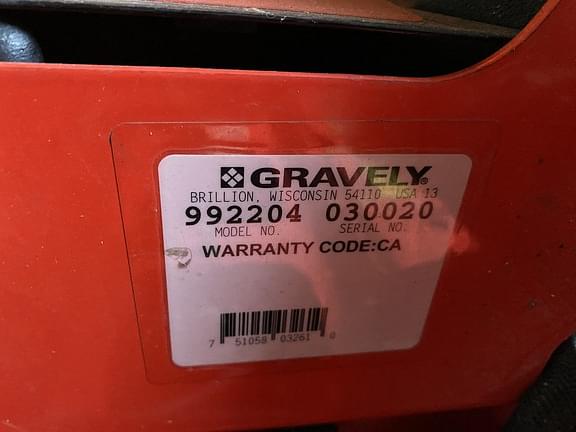 GRAVELY®
BRILLION, WISCONSIN 54110 USA 13
992204 030020
MODEL NO. SERIAL NO.
WARRANTY CODE:CA
7 51058 03261 0